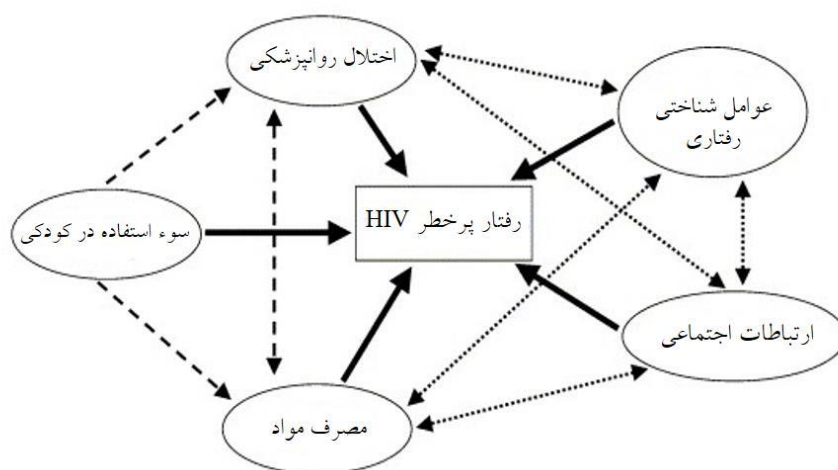 اختلال روانپزشکی
عوامل شناختی
رفتاری
سوء استفاده در کودکی
رفتار پرخطر HIV
ارتباطات اجتماعی
مصرف مواد